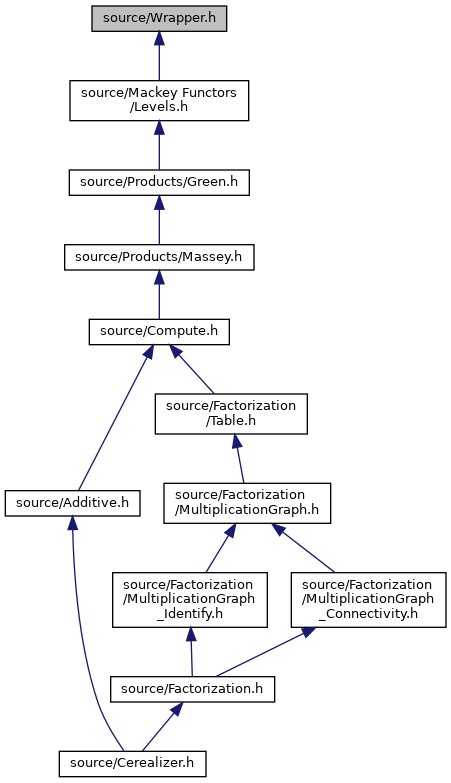 source/Wrapper.h
source/Mackey Functors
/Levels.h
source/Products/Green.h
source/Products/Massey.h
source/Compute.h
source/Factorization
/Table.h
source/Additive.h
source/Factorization
/MultiplicationGraph.h
source/Factorization
/MultiplicationGraph
_Identify.h
source/Factorization
/MultiplicationGraph
_Connectivity.h
source/Factorization.h
source/Cerealizer.h